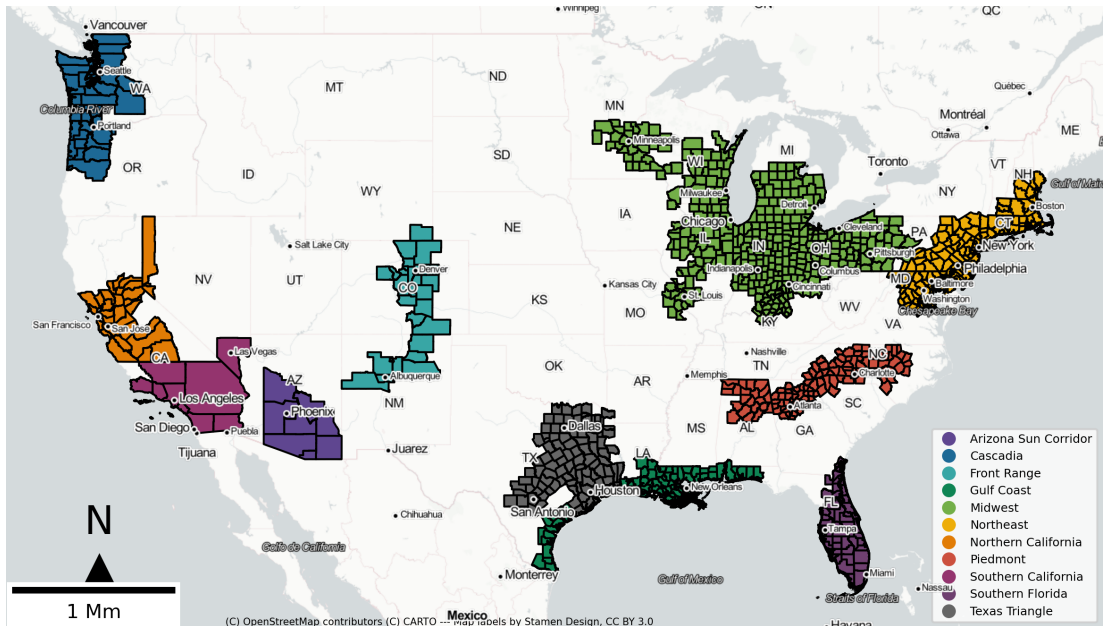 Winnipeg
ON
QC
Vancouver
Seattle
WA
Columbia River
Portland
OR
MT
ND
MN
Minneapolis
Québec
Montréal
Ottawa
ME
SD
ID
WY
WI
MI
Toronto
VT
NH
Gulf of Main
Milwaukee
Detroit
NY
Boston
IA
NE
Chicago
Cleveland
PA
CT
New York
Salt Lake City
IL
IN
OH
Pittsburgh
NV
UT
Denver
CO
Indianapolis
Columbus
Philadelphia
MD
Baltimore
Kansas City
KS
St. Louis
Cincinnati
Washington
MO
WV
Chesapeake Bay
KY
VA
San Francisco
San Jose
CA
Las Vegas
Nashville
TN
NC
OK
AZ
Albuquerque
AR
Memphis
Charlotte
Los Angeles
NM
SC
Phoenix
Atlanta
San Diego
Puebla
Dallas
MS
AL
GA
Tijuana
Juarez
TX
LA
Houston
New Orleans
San Antonio
FL
Chihuahua
Tampa
Golfo de California
Monterrey
Gulf of Mexico
Miami
Nassau
Straits of Florida
Mexico
Havana
N
1 Mm
Arizona Sun Corridor
Cascadia
Front Range
Gulf Coast
Midwest
Northeast
Northern California
Piedmont
Southern California
Southern Florida
Texas Triangle
(C) OpenStreetMap contributors (C) CARTO --- Map labels by Stamen Design, CC BY 3.0